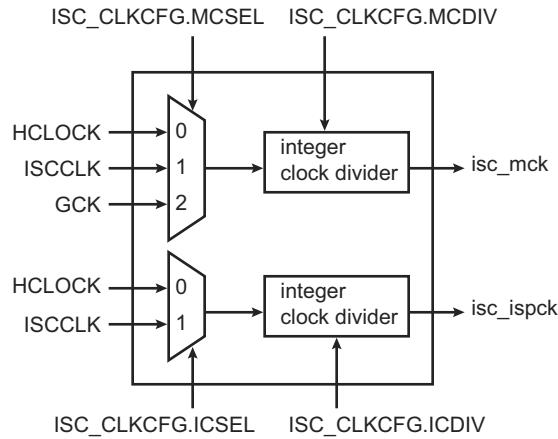 ISC_CLKCFG.MCSEL
ISC_CLKCFG.MCDIV
HCLOCK
0
ISCCLK
1
GCK
2
integer
clock divider
isc_mck
HCLOCK
0
ISCCLK
1
integer
clock divider
isc_ispck
ISC_CLKCFG.ICSEL
ISC_CLKCFG.ICDIV